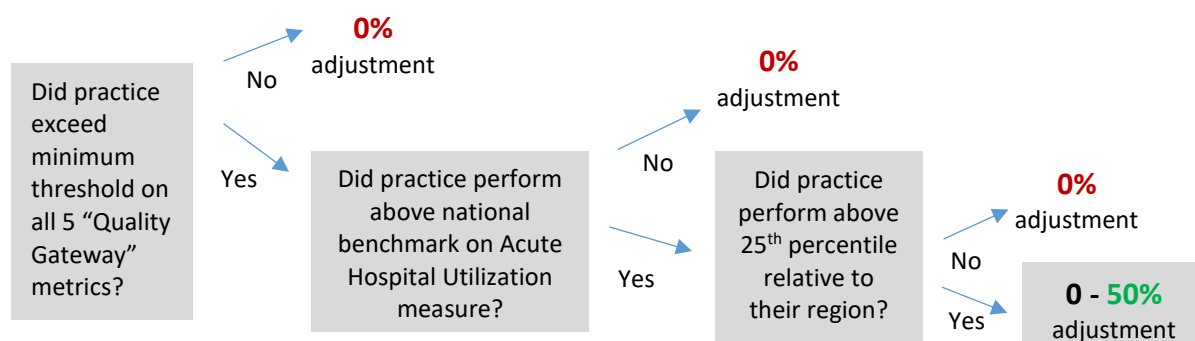 Did practice
exceed
minimum
threshold on
all 5 “Quality
Gateway”
metrics?
No
0%
adjustment
Yes
Did practice perform
above national
benchmark on Acute
Hospital Utilization
measure?
No
0%
adjustment
Yes
Did practice
perform above
25th percentile
relative to
their region?
No
0%
adjustment
Yes
0 - 50%
adjustment